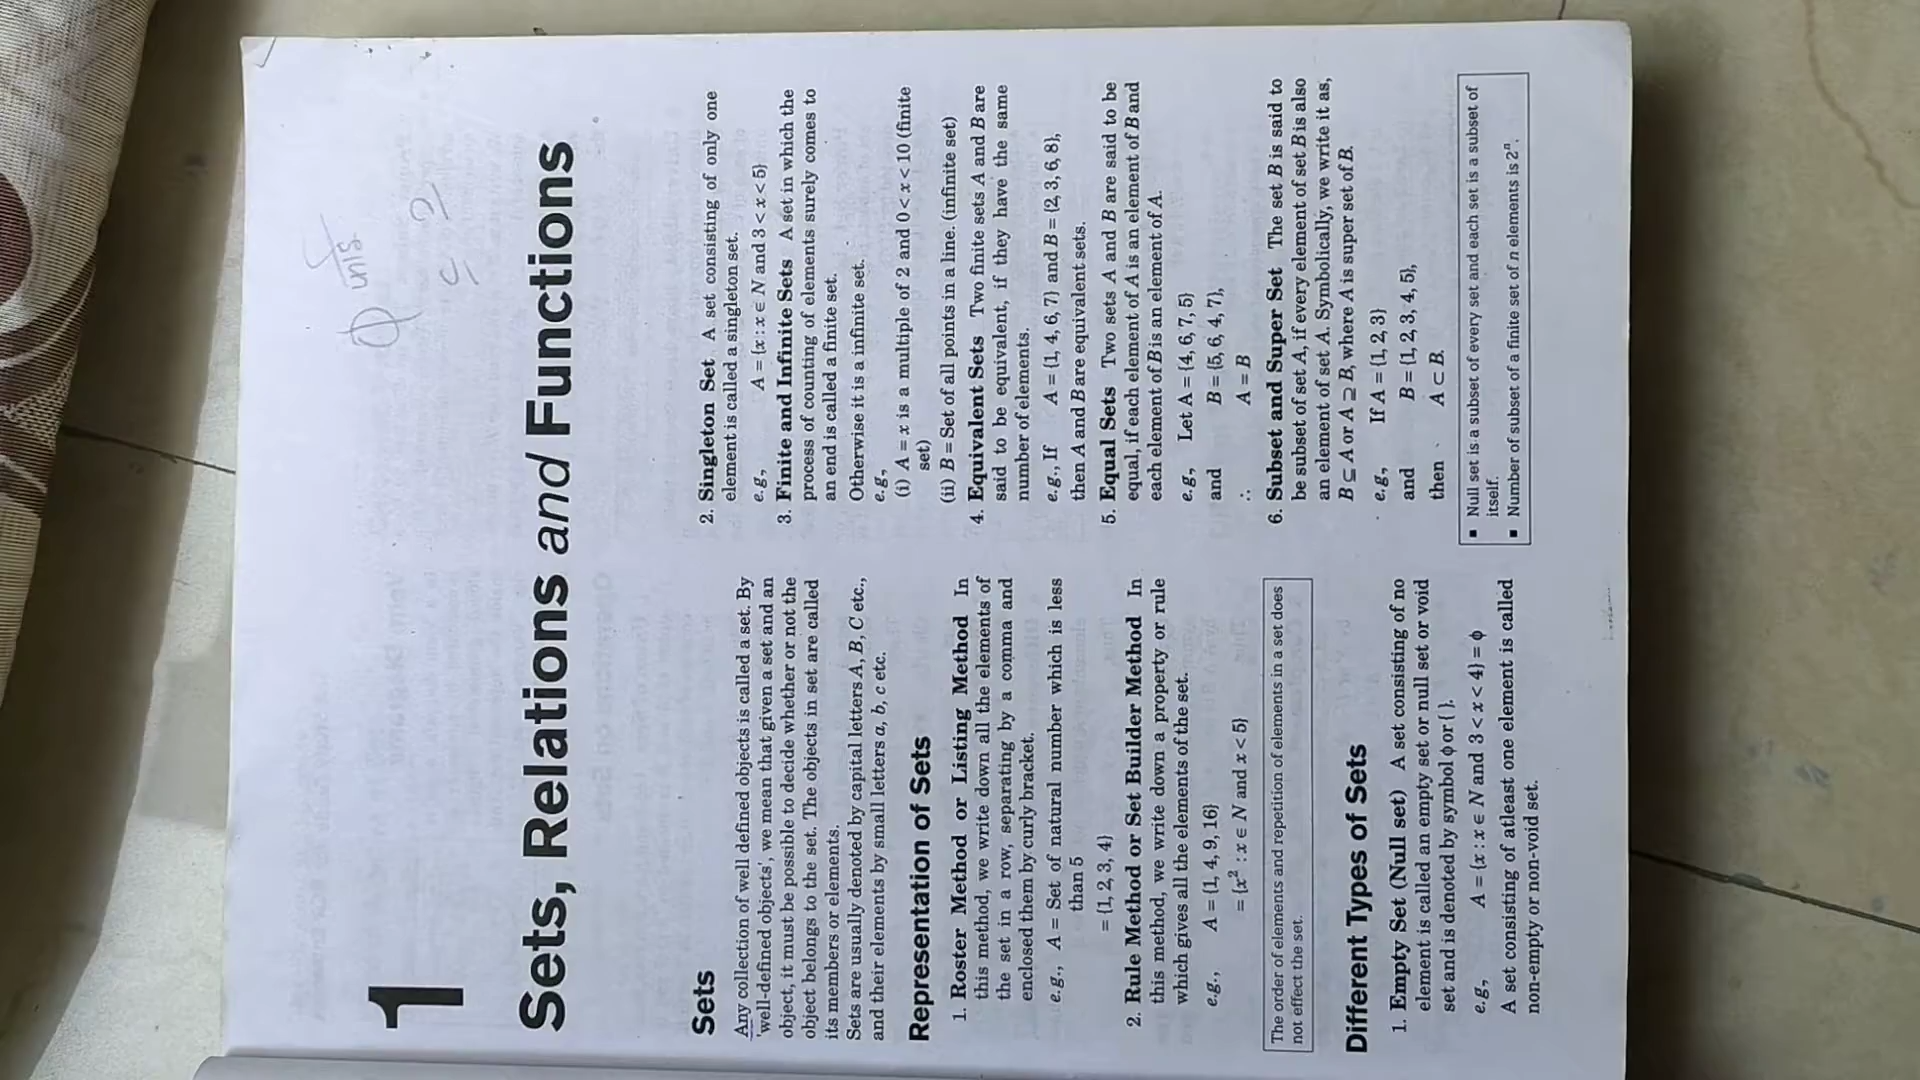 1
Sets, Relations and Functions
Sets
Any collection of well defined objects is called a set. By
'well-defined objects', we mean that given a set and an
object, it must be possible to decide whether or not the
object belongs to the set. The objects in set are called
its members or elements.
Sets are usually denoted by capital letters A, B, C etc.,
and their elements by small letters a, b, c etc.
Representation of Sets
1. Roster Method or Listing Method In
this method, we write down all the elements of
the set in a row, separating by a comma and
enclosed them by curly bracket.
e.g., A = Set of natural number which is less
than 5
= {1, 2, 3, 4}
2. Rule Method or Set Builder Method In
this method, we write down a property or rule
which gives all the elements of the set.
e.g., A = {1, 4, 9, 16}
= {x² : x ∈ N and x < 5}
The order of elements and repetition of elements in a set does
not effect the set.
Different Types of Sets
1. Empty Set (Null set) A set consisting of no
element is called an empty set or null set or void
set and is denoted by symbol ϕ or { }.
e.g., A = {x : x ∈ N and 3 < x < 4} = ϕ
A set consisting of atleast one element is called
non-empty or non-void set.
2. Singleton Set A set consisting of only one
element is called a singleton set.
e.g., A = {x : x ∈ N and 3 < x < 5}
3. Finite and Infinite Sets A set in which the
process of counting of elements surely comes to
an end is called a finite set.
Otherwise it is a infinite set.
e.g.,
(i) A = x is a multiple of 2 and 0 < x < 10 (finite
set)
(ii) B = Set of all points in a line. (infinite set)
4. Equivalent Sets Two finite sets A and B are
said to be equivalent, if they have the same
number of elements.
e.g., If A = {1, 4, 6, 7} and B = {2, 3, 6, 8},
then A and B are equivalent sets.
5. Equal Sets Two sets A and B are said to be
equal, if each element of A is an element of B and
each element of B is an element of A.
e.g., Let A = {4, 6, 7, 5}
and B = {5, 6, 4, 7},
∴ A = B
6. Subset and Super Set The set B is said to
be subset of set A, if every element of set B is also
an element of set A. Symbolically, we write it as,
B ⊆ A or A ⊇ B, where A is super set of B.
e.g., If A = {1, 2, 3}
and B = {1, 2, 3, 4, 5},
then A ⊂ B.
▪ Null set is a subset of every set and each set is a subset of
itself.
▪ Number of subset of a finite set of n elements is 2ⁿ.